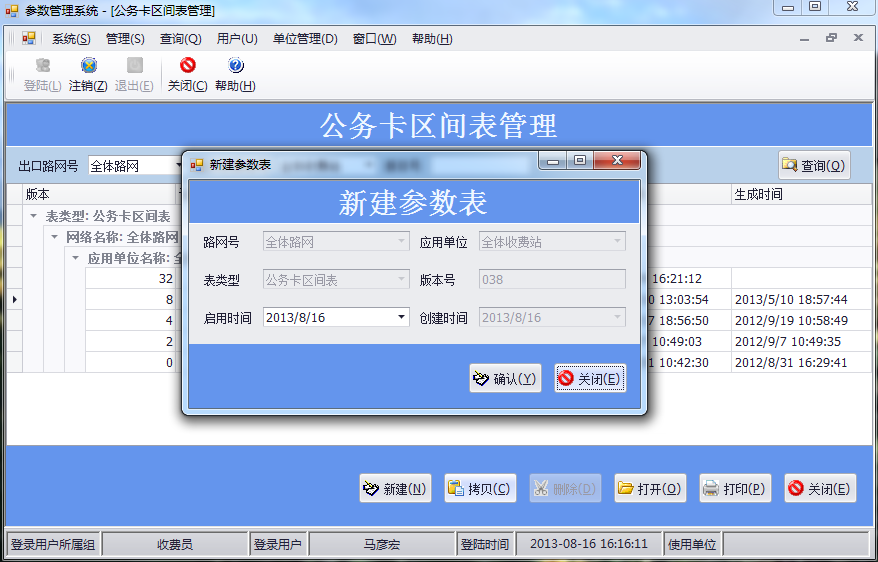 参数管理系统 - [公务卡区间表管理]
系统(S) 管理(S) 查询(Q) 用户(U) 单位管理(D) 窗口(W) 帮助(H)
登陆(L) 注销(Z) 退出(E) 关闭(C) 帮助(H)
公务卡区间表管理
出口路网号 全体路网 查询(Q)
版本 生成时间
表类型: 公务卡区间表
网络名称: 全体路网
应用单位名称: 全
32 16:21:12
8 0 13:03:54 2013/5/10 18:57:44
4 7 18:56:50 2012/9/19 10:58:49
2 10:49:03 2012/9/7 10:49:35
0 1 10:42:30 2012/8/31 16:29:41
新建参数表
新建参数表
路网号 全体路网 应用单位 全体收费站
表类型 公务卡区间表 版本号 038
启用时间 2013/8/16 创建时间 2013/8/16
确认(Y) 关闭(E)
新建(N) 拷贝(C) 删除(D) 打开(O) 打印(P) 关闭(E)
登录用户所属组 收费员 登录用户 马彦宏 登陆时间 2013-08-16 16:16:11 使用单位